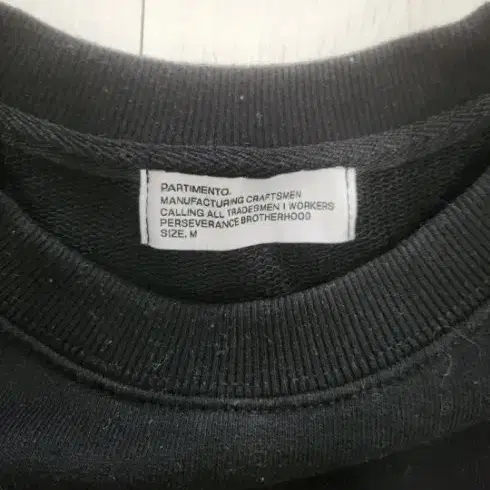 PARTIMENTO.
MANUFACTURING CRAFTSMEN
CALLING ALL TRADESMEN I WORKERS
PERSEVERANCE BROTHERHOOD
SIZE. M